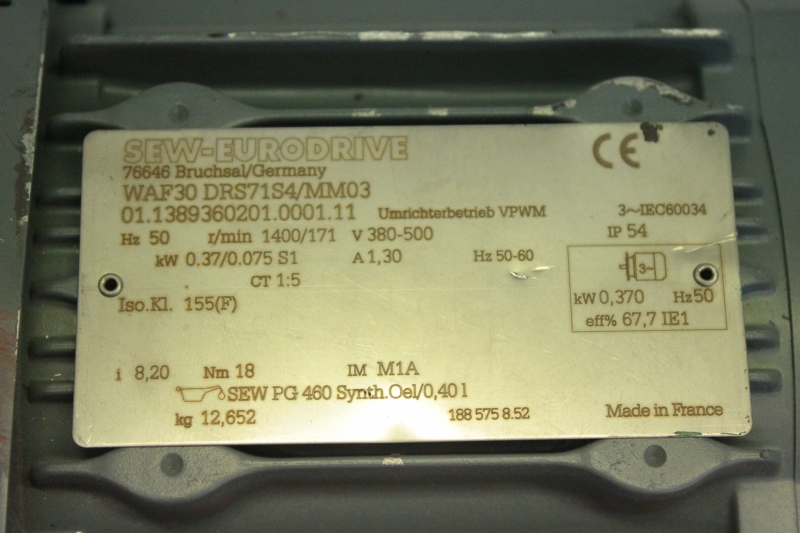 SEW-EURODRIVE
76646 Bruchsal/Germany
CE
WAF30 DRS71S4/MM03
01.1389360201.0001.11 Umrichterbetrieb VPWM 3~IEC60034
Hz 50 r/min 1400/171 V 380-500 IP 54
kW 0.37/0.075 S1 A 1,30 Hz 50-60
3~
CT 1:5
kW 0,370 Hz 50
Iso.Kl. 155(F)
eff% 67,7 IE1
i 8,20 Nm 18 IM M1A
SEW PG 460 Synth.Oel/0,40 l
kg 12,652 188 575 8.52 Made in France